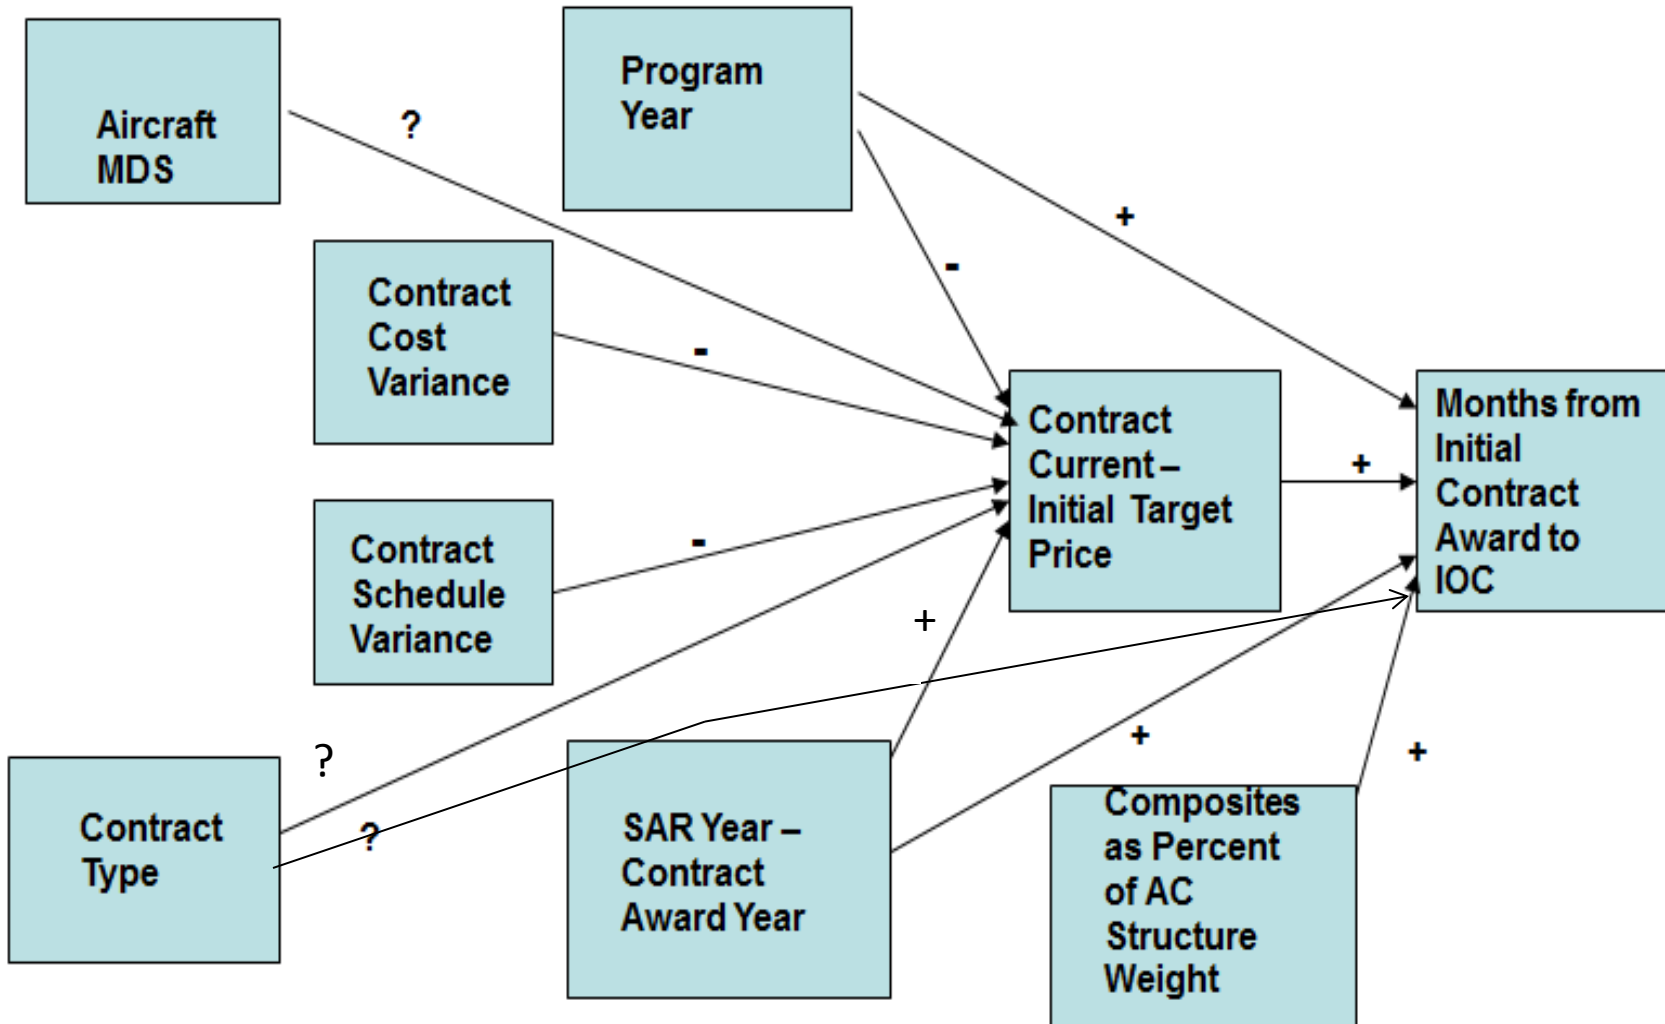 Aircraft
MDS
?
Program
Year
+
-
Contract
Cost
Variance
-
Contract
Current –
Initial Target
Price
+
Months from
Initial
Contract
Award to
IOC
Contract
Schedule
Variance
-
+
?
Contract
Type
?
SAR Year –
Contract
Award Year
+
+
Composites
as Percent
of AC
Structure
Weight